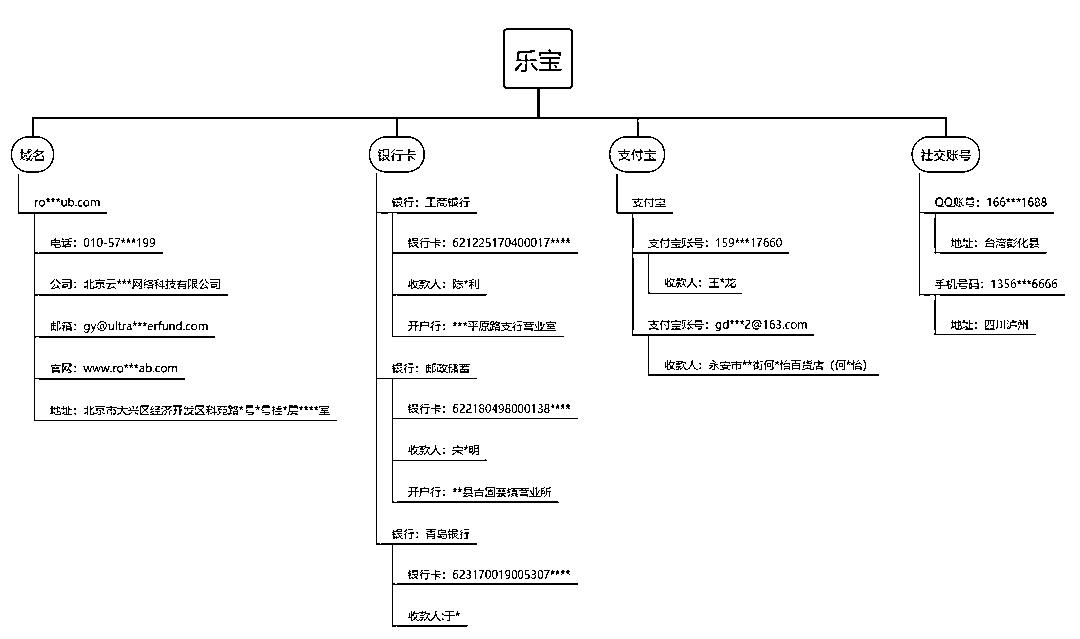 乐宝
域名
ro***ub.com
电话：010-57***199
公司：北京云***网络科技有限公司
邮箱：gy@ultra***erfund.com
官网：www.ro***ab.com
地址：北京市大兴区经济开发区科苑路*号*号楼*层****室
银行卡
银行：工商银行
银行卡：621225170400017****
收款人：陈*利
开户行：***平原路支行营业室
银行：邮政储蓄
银行卡：622180498000138****
收款人：宋*明
开户行：**县古固寨镇营业所
银行：青岛银行
银行卡：623170019005307****
收款人:于*
支付宝
支付宝
支付宝账号：159***17660
收款人：王*龙
支付宝账号：gd***2@163.com
收款人：永安市**街何*怡百货店（何*怡）
社交账号
QQ账号：166***1688
地址：台湾彭化县
手机号码：1356***6666
地址：四川泸州